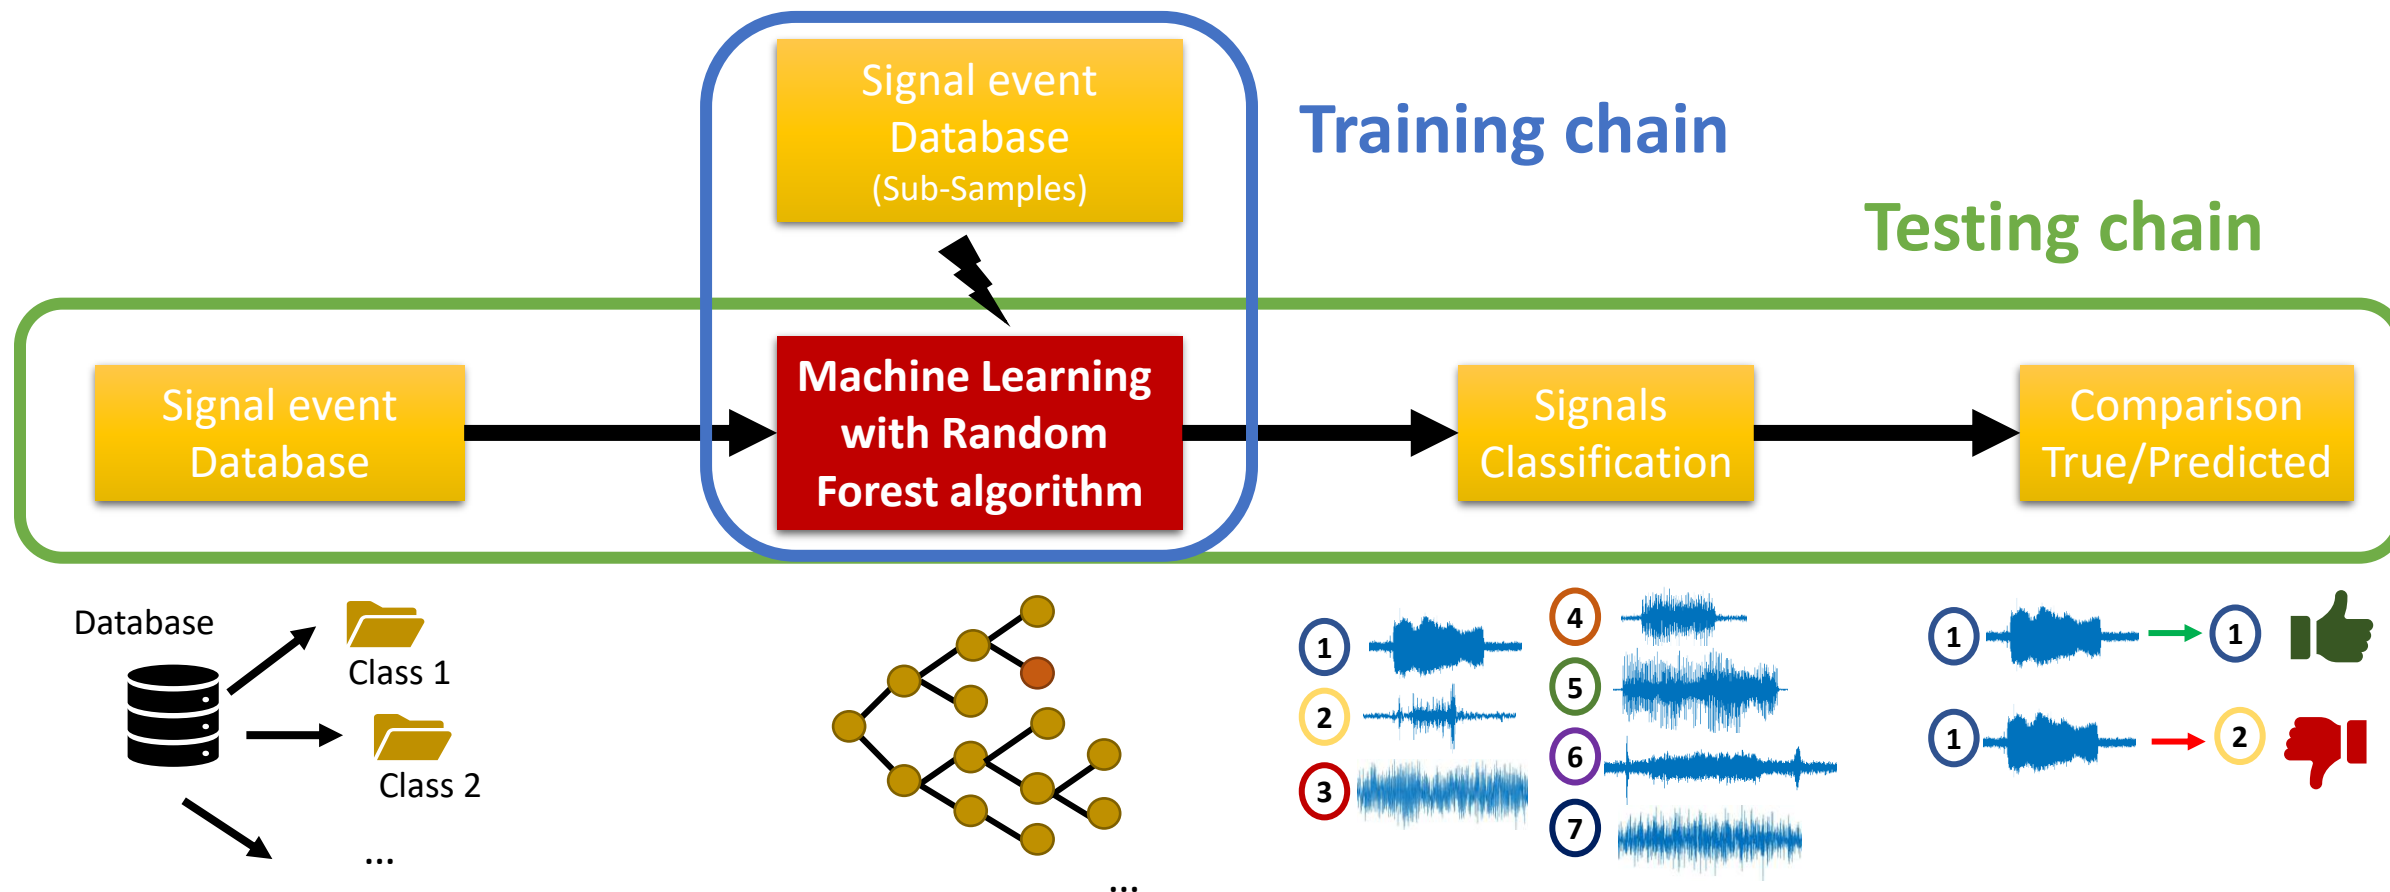 Signal event
Database
(Sub-Samples)
Training chain
Testing chain
Signal event
Database
Machine Learning
with Random
Forest algorithm
Signals
Classification
Comparison
True/Predicted
Database
Class 1
Class 2
...
...
1
2
3
4
5
6
7
1
1
1
2